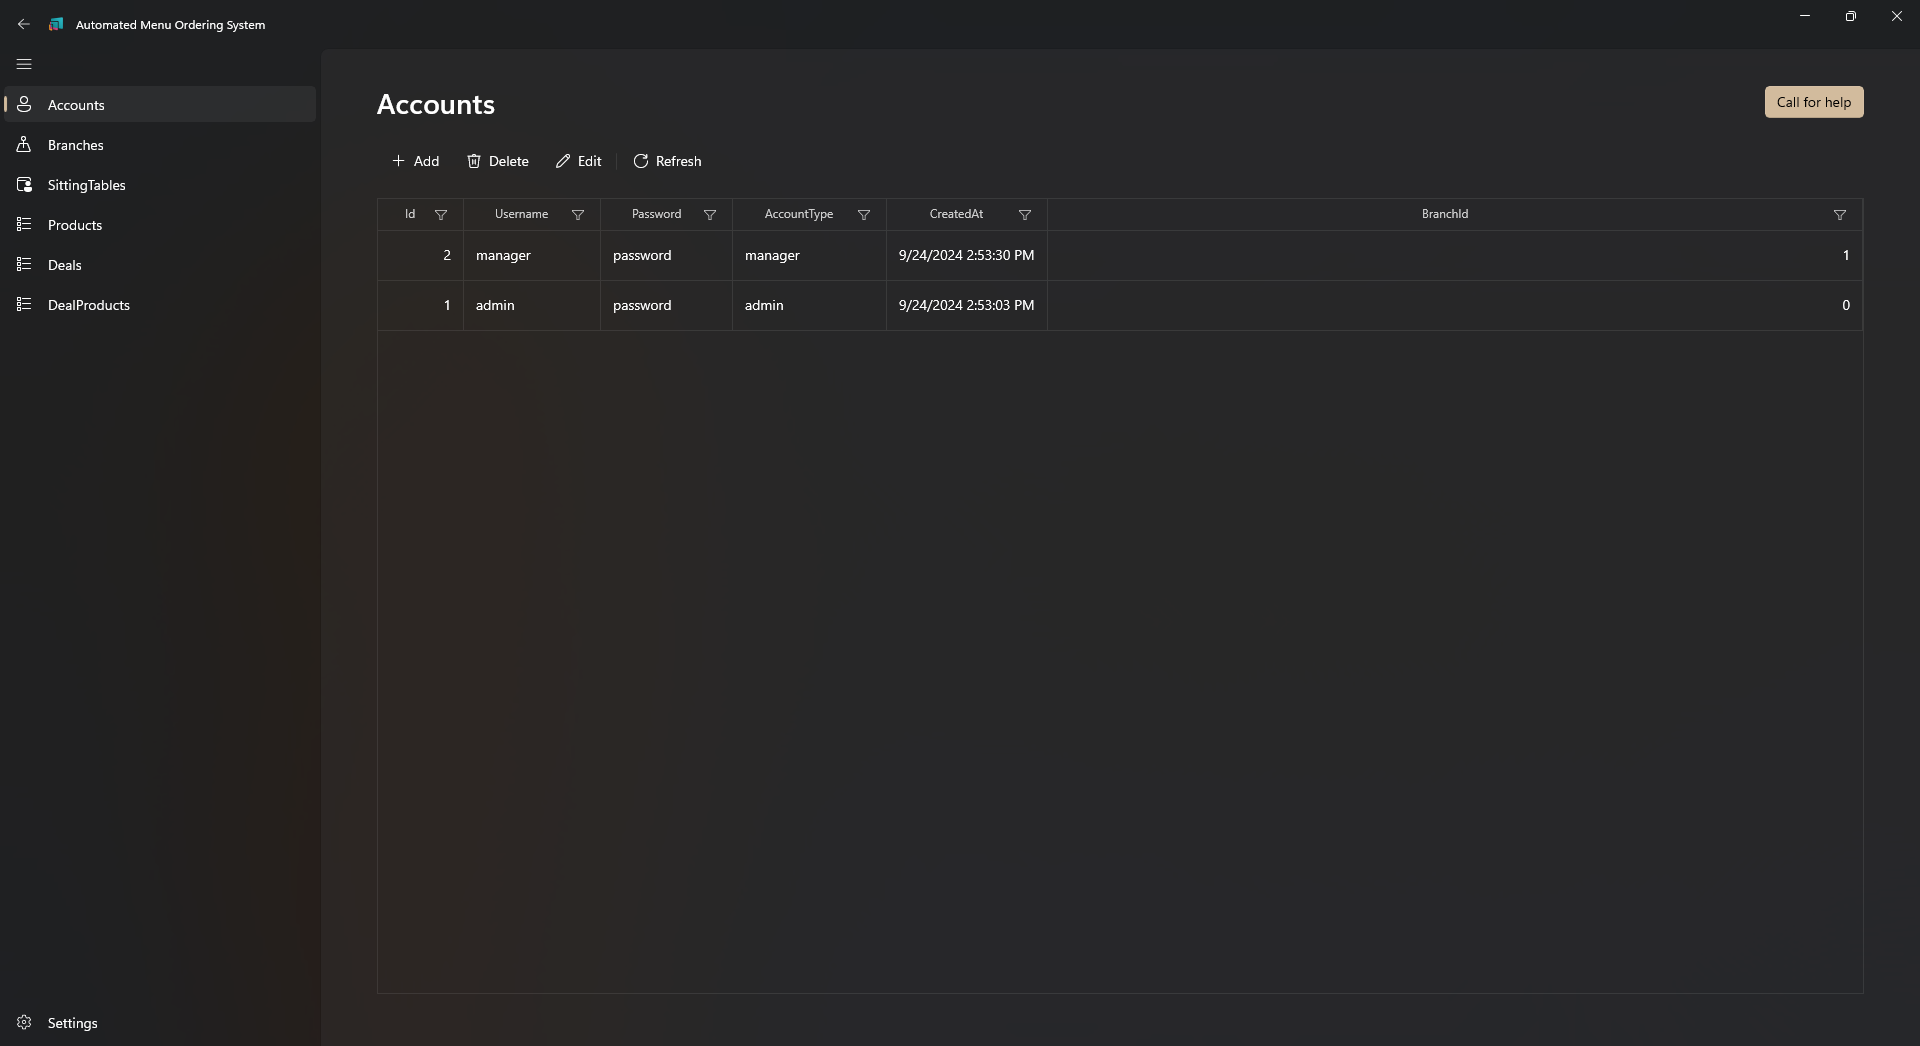 Automated Menu Ordering System
Accounts
Branches
SittingTables
Products
Deals
DealProducts
Settings
Accounts
Call for help
Add Delete Edit Refresh
Id Username Password AccountType CreatedAt BranchId
2 manager password manager 9/24/2024 2:53:30 PM 1
1 admin password admin 9/24/2024 2:53:03 PM 0